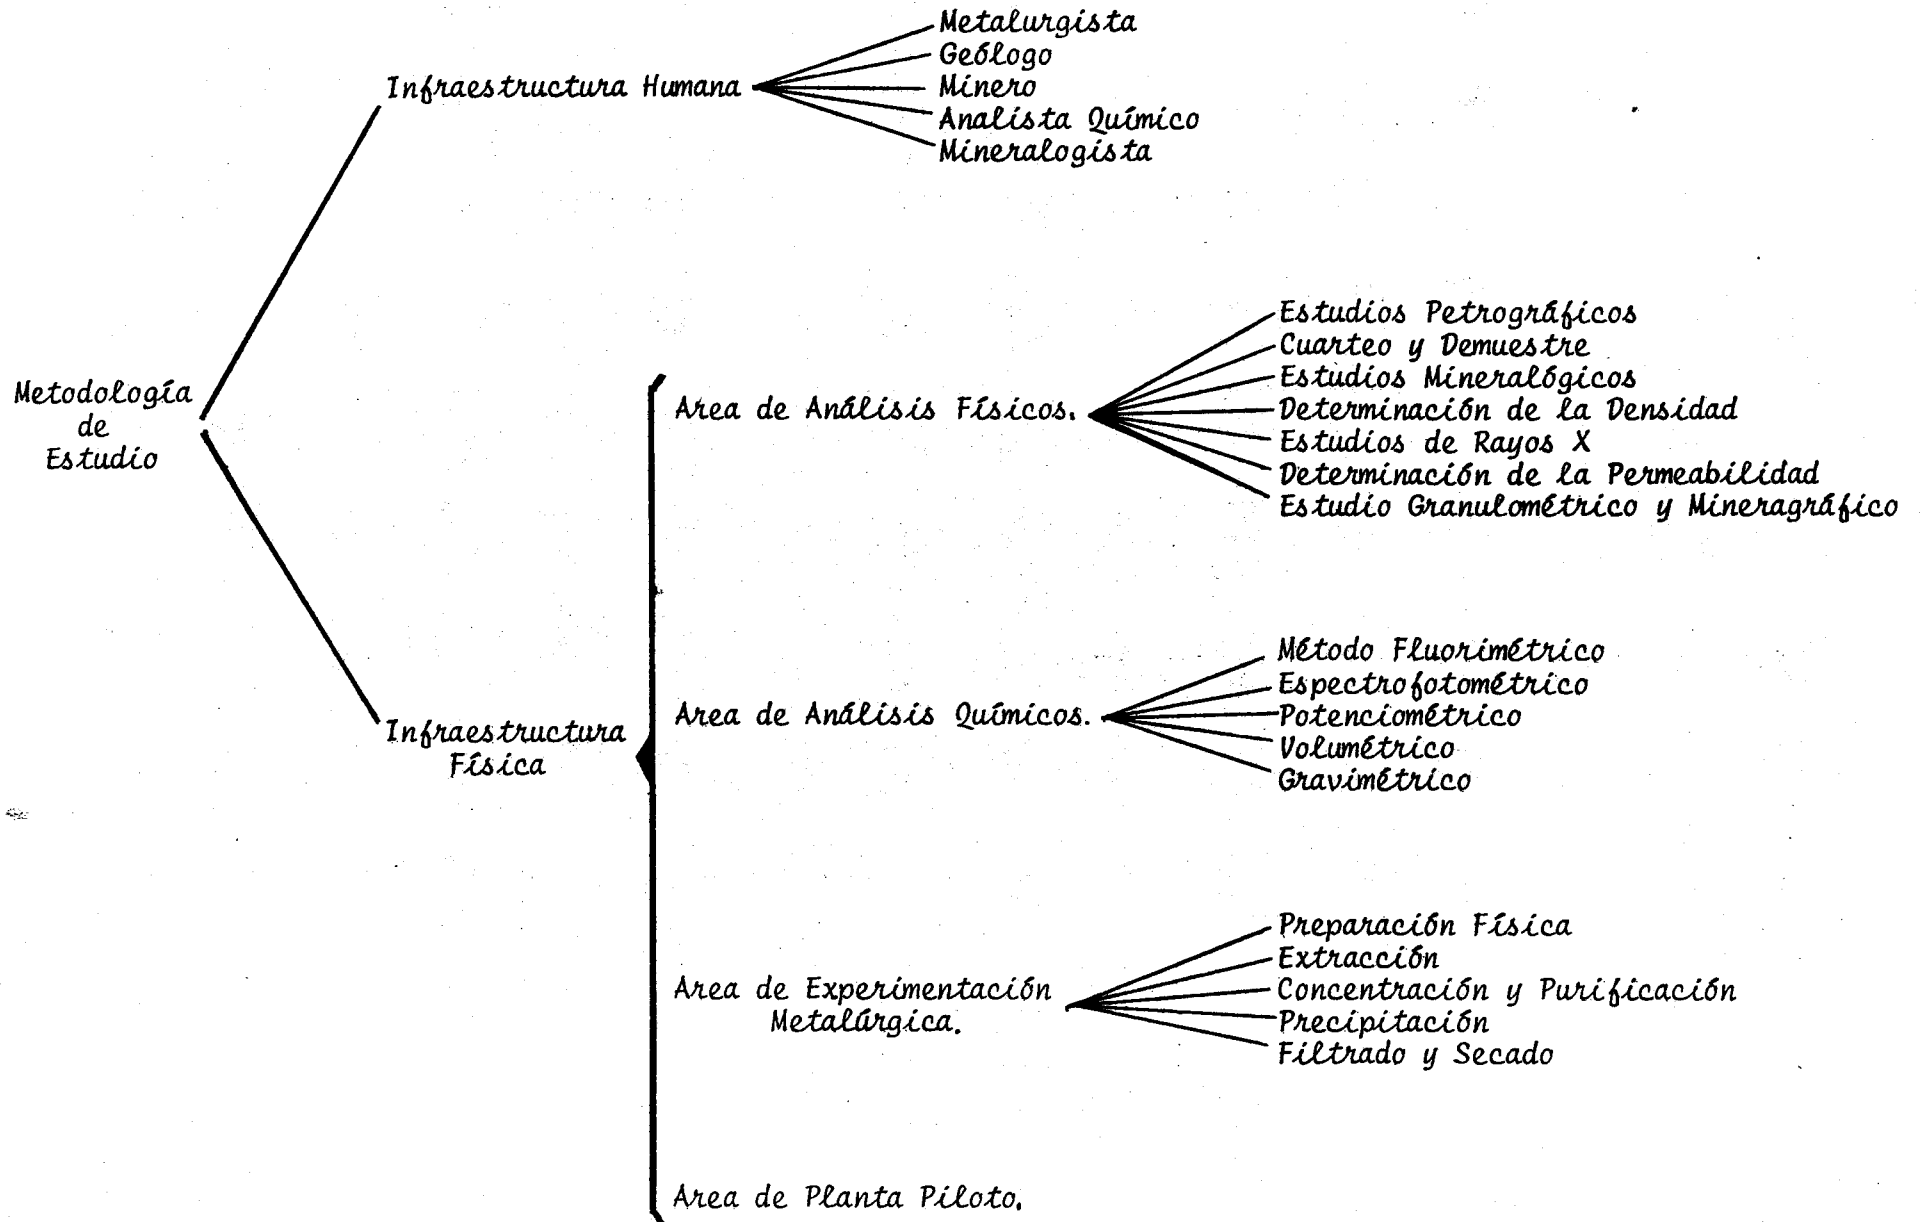 Metalurgista
Geólogo
Infraestructura Humana
Minero
Analista Químico
Mineralogista
Metodología
de
Estudio
Estudios Petrográficos
Cuarteo y Demuestre
Estudios Mineralógicos
Area de Análisis Físicos.
Determinación de la Densidad
Estudios de Rayos X
Determinación de la Permeabilidad
Estudio Granulométrico y Mineragráfico
Infraestructura
Física
Método Fluorimétrico
Espectrofotométrico
Area de Análisis Químicos.
Potenciométrico
Volumétrico
Gravimétrico
Preparación Física
Extracción
Area de Experimentación
Metalúrgica.
Concentración y Purificación
Precipitación
Filtrado y Secado
Area de Planta Piloto.